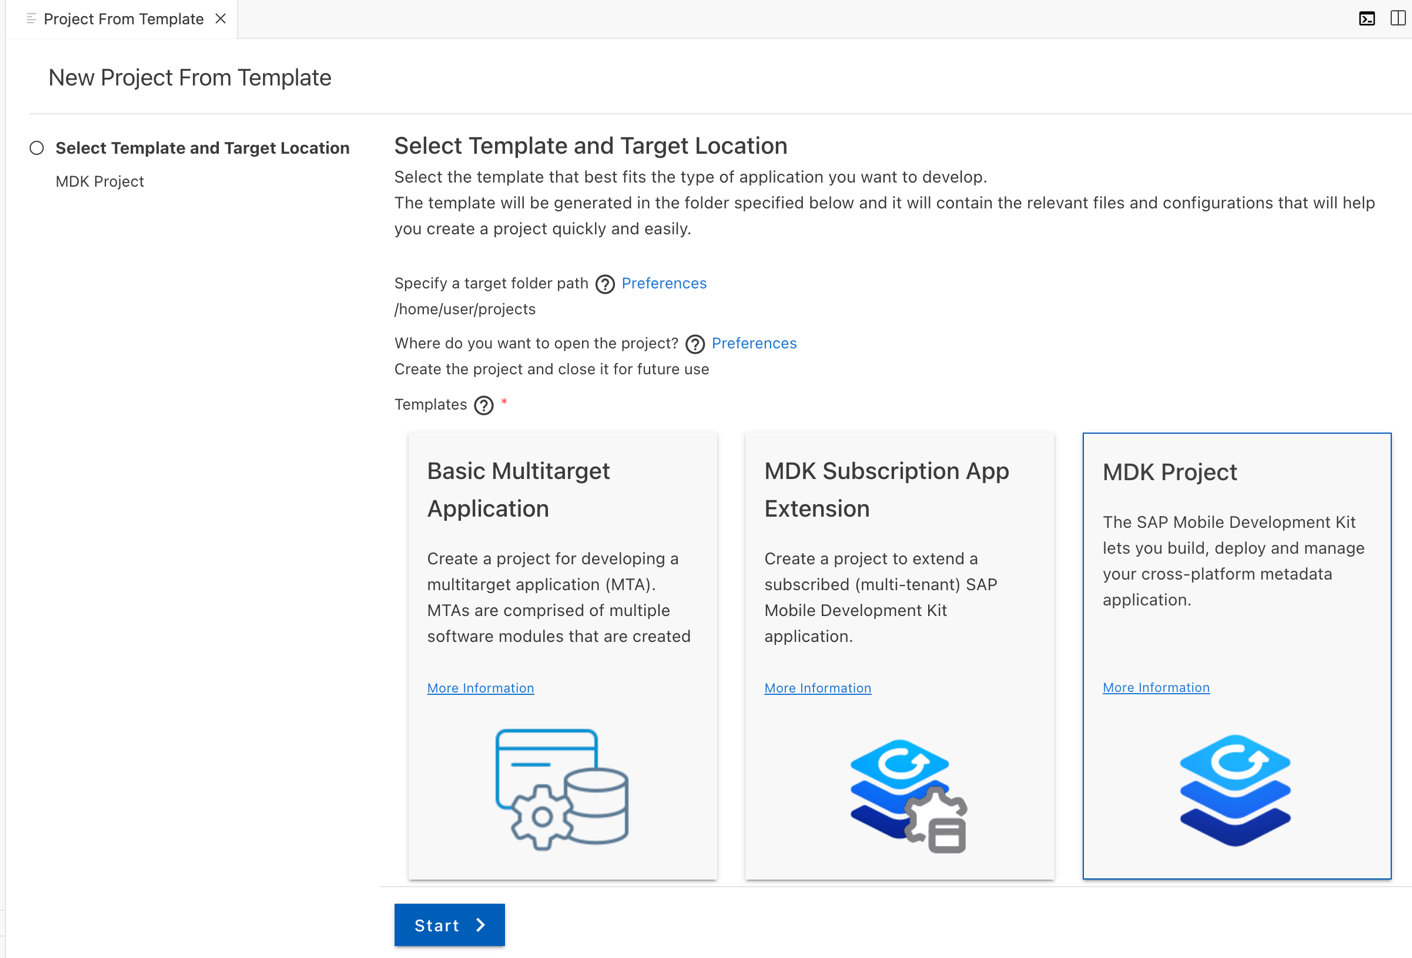 Project From Template
New Project From Template
Select Template and Target Location
MDK Project
Select Template and Target Location
Select the template that best fits the type of application you want to develop.
The template will be generated in the folder specified below and it will contain the relevant files and configurations that will help
you create a project quickly and easily.
Specify a target folder path ? Preferences
/home/user/projects
Where do you want to open the project? ? Preferences
Create the project and close it for future use
Templates ? *
Basic Multitarget
Application
Create a project for developing a
multitarget application (MTA).
MTAs are comprised of multiple
software modules that are created
More Information
MDK Subscription App
Extension
Create a project to extend a
subscribed (multi-tenant) SAP
Mobile Development Kit
application.
More Information
MDK Project
The SAP Mobile Development Kit
lets you build, deploy and manage
your cross-platform metadata
application.
More Information
Start